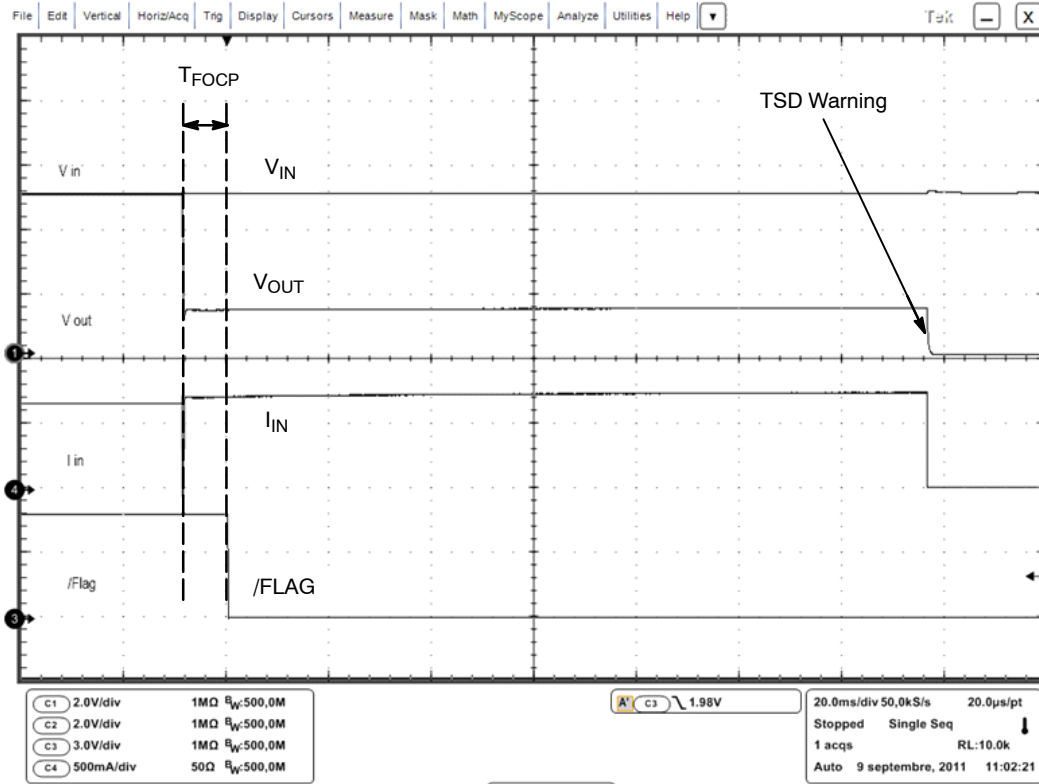 File Edit Vertical Horiz/Acq Trig Display Cursors Measure Mask Math MyScope Analyze Utilities Help Tek X
TFOCP
TSD Warning
V in
VIN
VOUT
V out
1
IIN
I in
4
/Flag
/FLAG
3
C1 2.0V/div 1MΩ BW:500,0M
C2 2.0V/div 1MΩ BW:500,0M
C3 3.0V/div 1MΩ BW:500,0M
C4 500mA/div 50Ω BW:500,0M
A' C3 1.98V
20.0ms/div 50,0kS/s 20.0µs/pt
Stopped Single Seq
1 acqs RL:10.0k
Auto 9 septembre, 2011 11:02:21